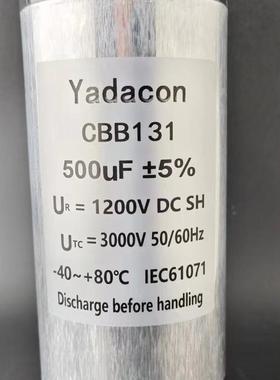 Yadacon
CBB131
500uF ±5%
UR = 1200V DC SH
UTC = 3000V 50/60Hz
-40~+80℃ IEC61071
Discharge before handling